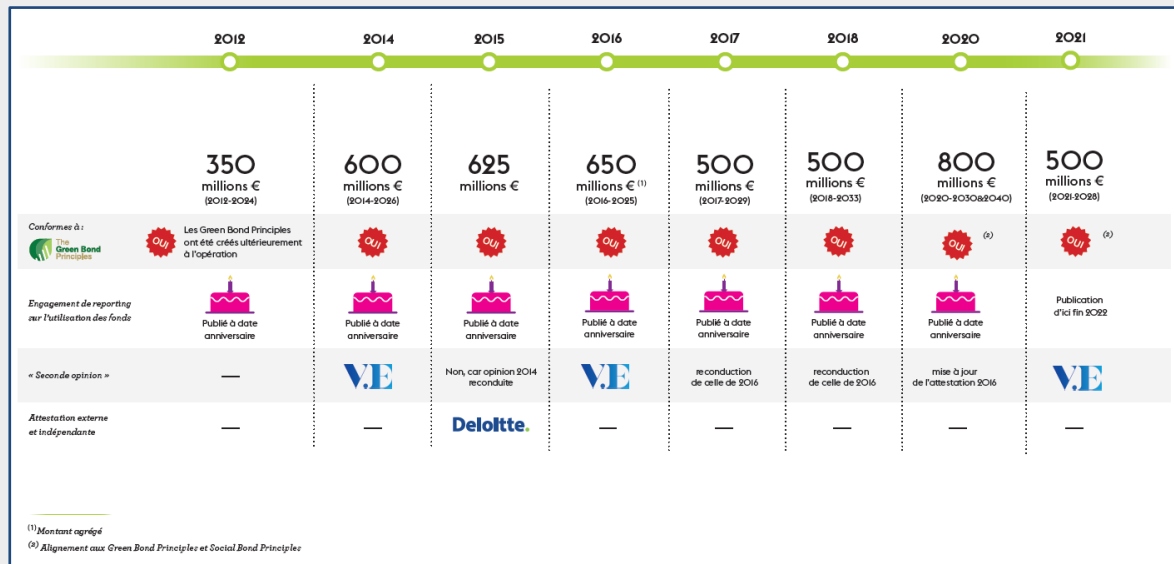 2012
2014
2015
2016
2017
2018
2020
2021
350
millions €
(2012-2024)
600
millions €
(2014-2026)
625
millions €
650
millions € (1)
(2016-2025)
500
millions €
(2017-2029)
500
millions €
(2018-2033)
800
millions €
(2020-2030&2040)
500
millions €
(2021-2028)
Conformes à :
The
Green Bond
Principles
OUI
Les Green Bond Principles
ont été créés ultérieurement
à l'opération
OUI
OUI
OUI
OUI
OUI
OUI
(2)
OUI
(2)
Engagement de reporting
sur l'utilisation des fonds
Publié à date
anniversaire
Publié à date
anniversaire
Publié à date
anniversaire
Publié à date
anniversaire
Publié à date
anniversaire
Publié à date
anniversaire
Publié à date
anniversaire
Publication
d'ici fin 2022
« Seconde opinion »
—
V.E
Non, car opinion 2014
reconduite
V.E
reconduction
de celle de 2016
reconduction
de celle de 2016
mise à jour
de l'attestation 2016
V.E
Attestation externe
et indépendante
—
—
Deloitte.
—
—
—
—
—
(1) Montant agrégé
(2) Alignement aux Green Bond Principles et Social Bond Principles